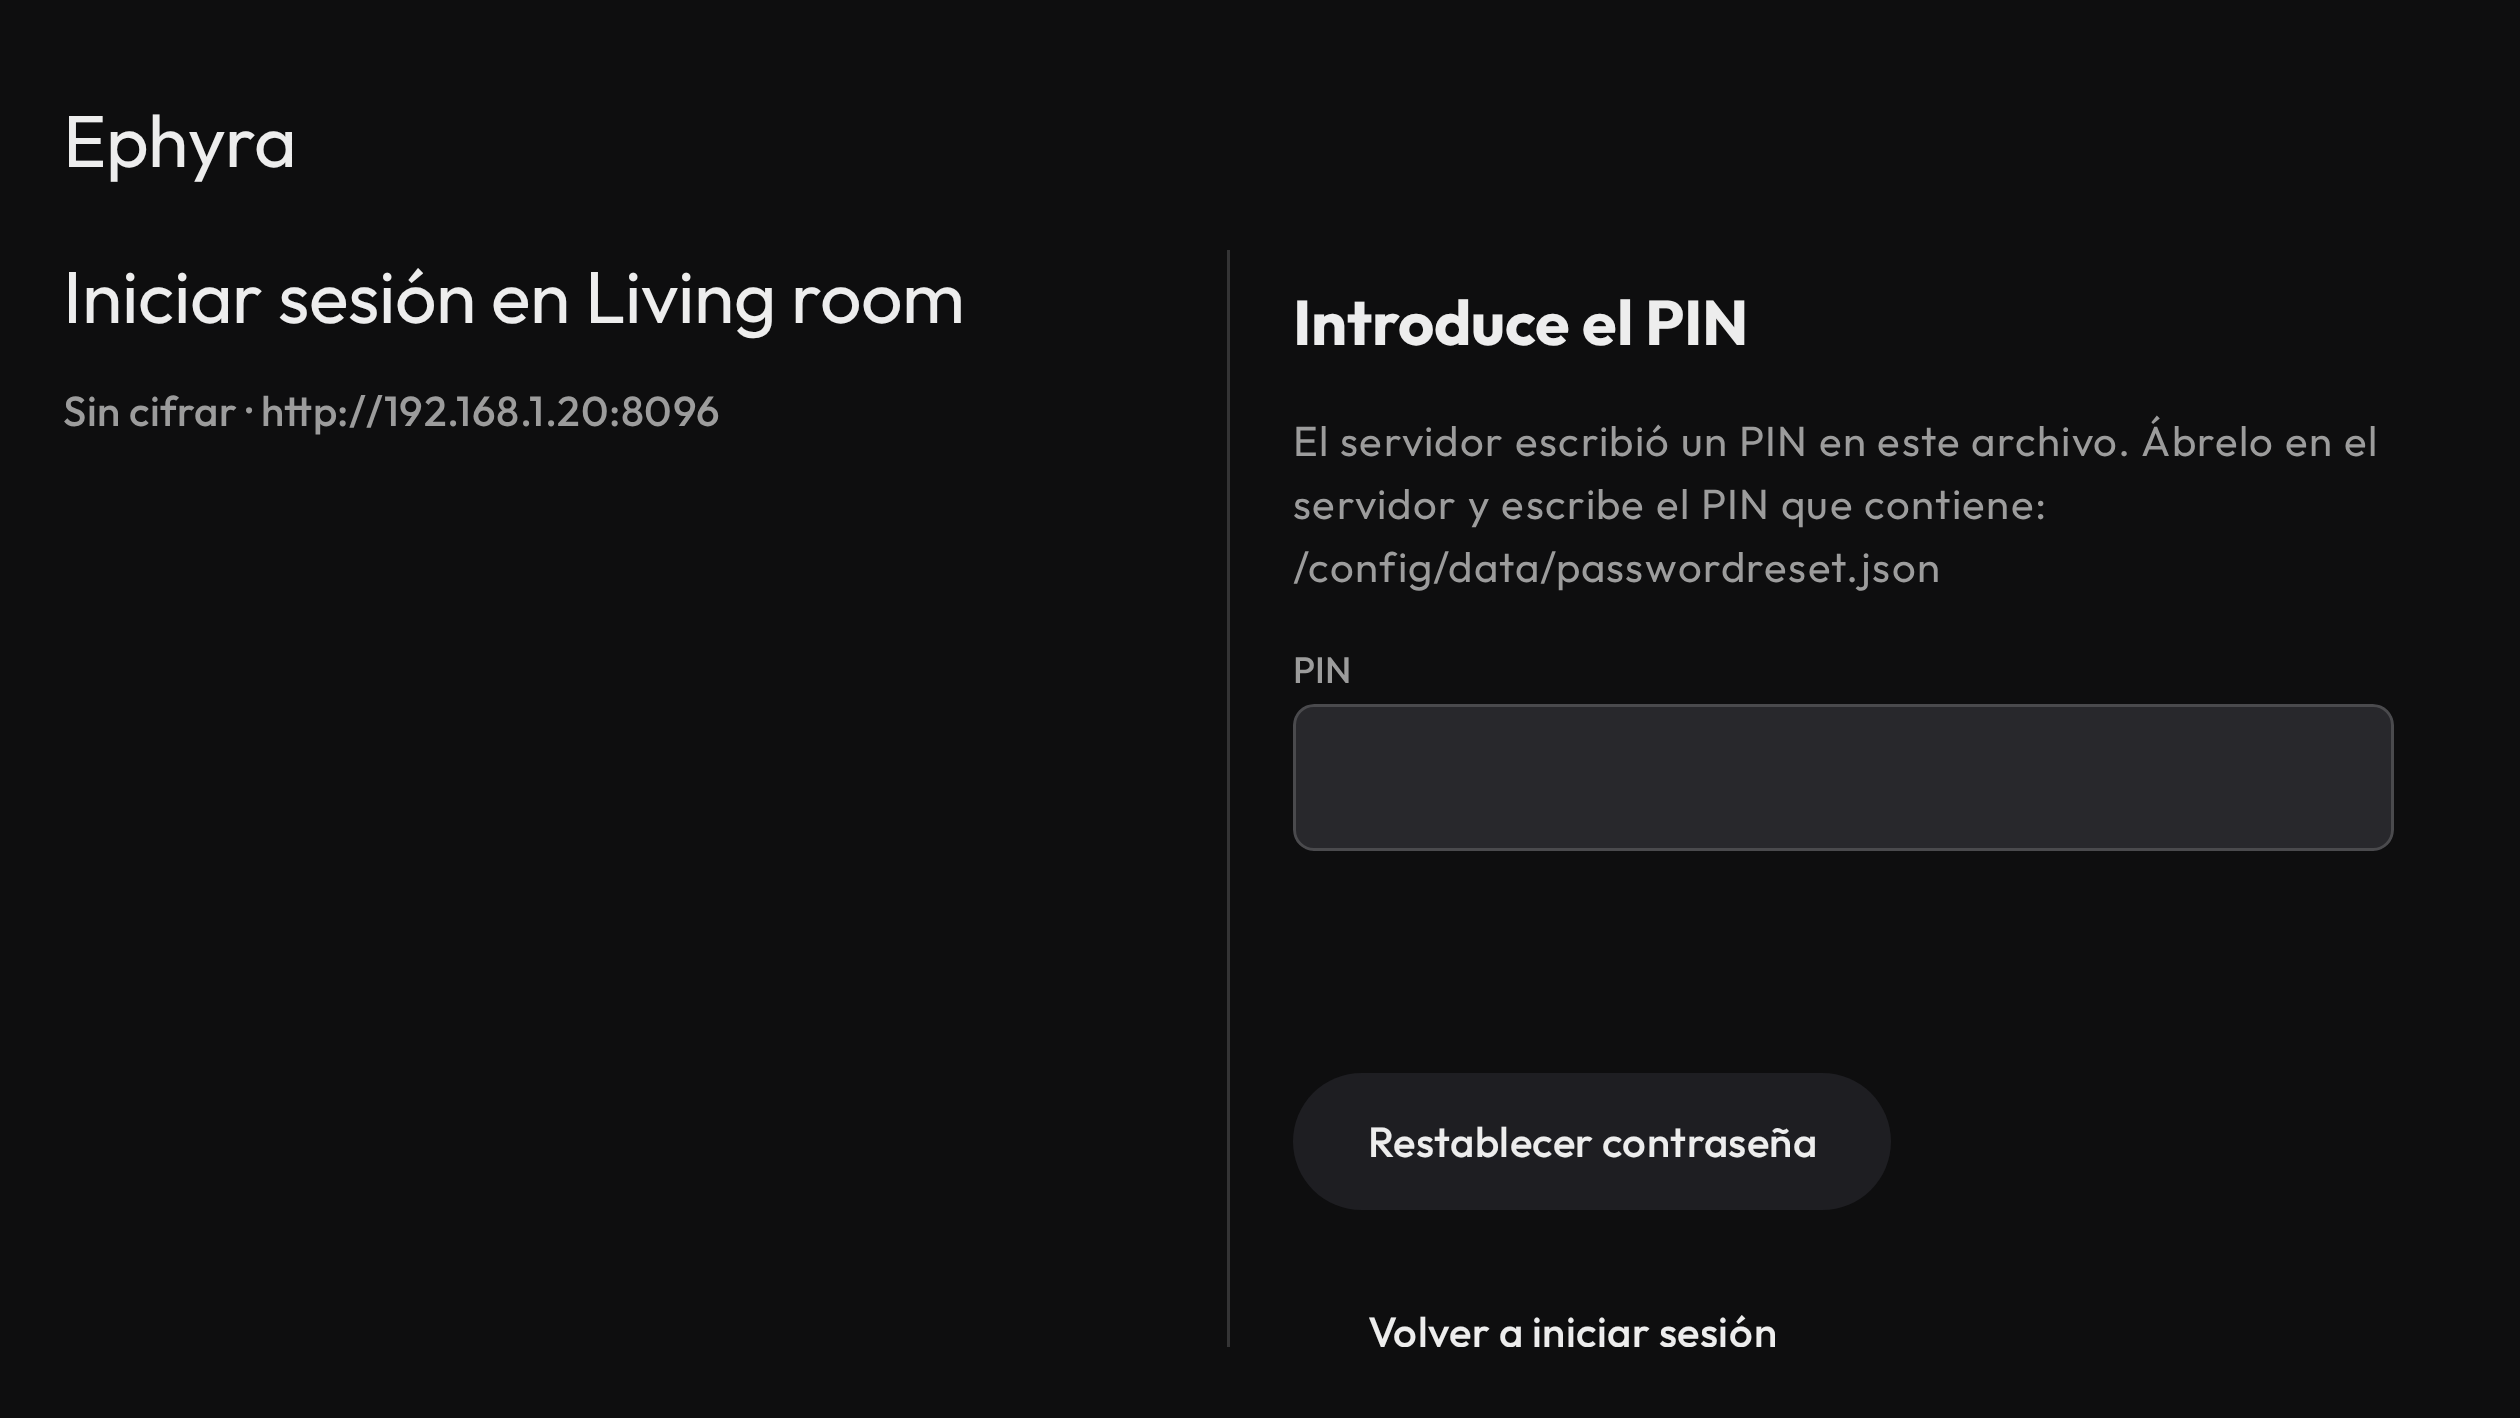 Ephyra
Iniciar sesión en Living room
Sin cifrar · http://192.168.1.20:8096
Introduce el PIN
El servidor escribió un PIN en este archivo. Ábrelo en el
servidor y escribe el PIN que contiene:
/config/data/passwordreset.json
PIN
Restablecer contraseña
Volver a iniciar sesión